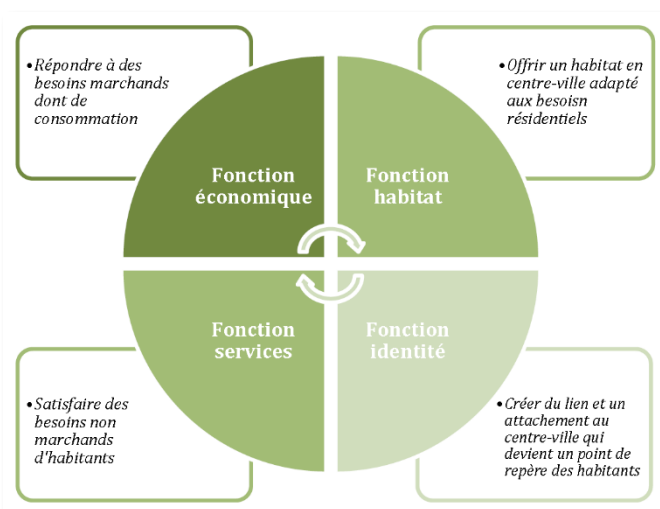 •Répondre à des
besoins marchands
dont de
consommation
•Offrir un habitat en
centre-ville adapté
aux besoisn
résidentiels
Fonction
économique
Fonction
habitat
Fonction
services
Fonction
identité
•Satisfaire des
besoins non
marchands
d'habitants
•Créer du lien et un
attachement au
centre-ville qui
devient un point de
repère des habitants